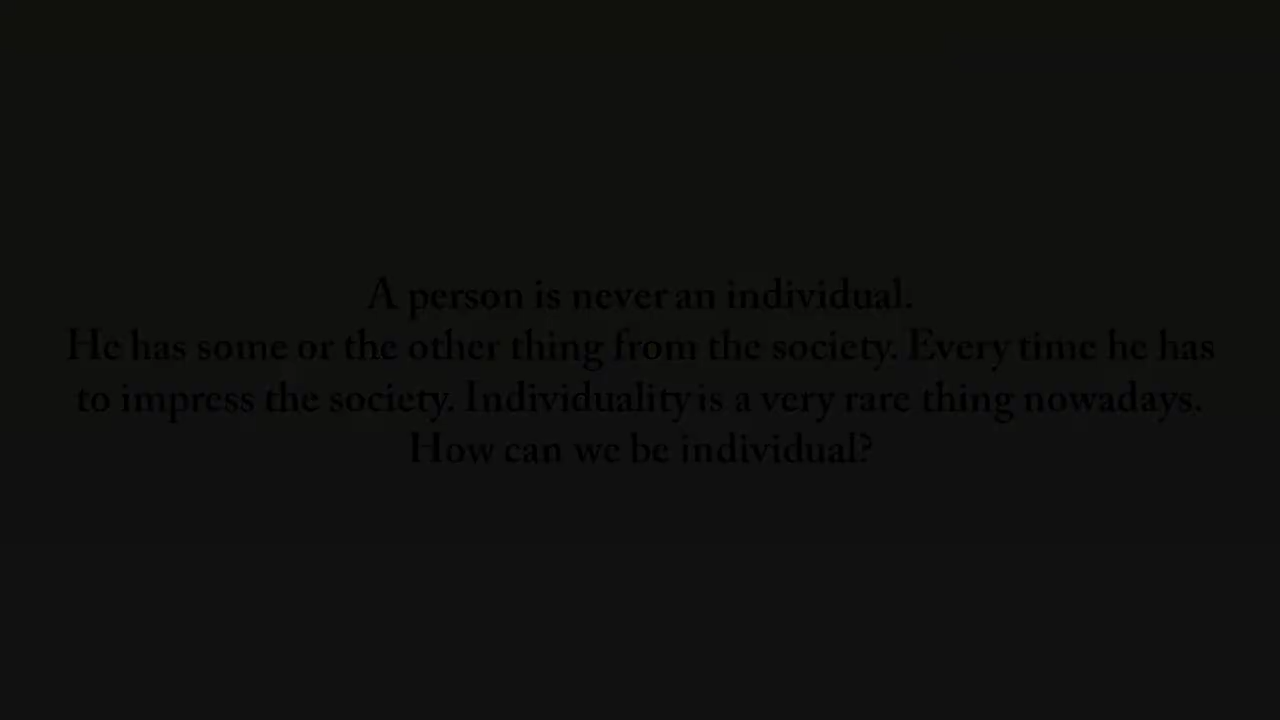 A person is never an individual.
He has some or the other thing from the society. Every time he has
to impress the society. Individuality is a very rare thing nowadays.
How can we be individual?